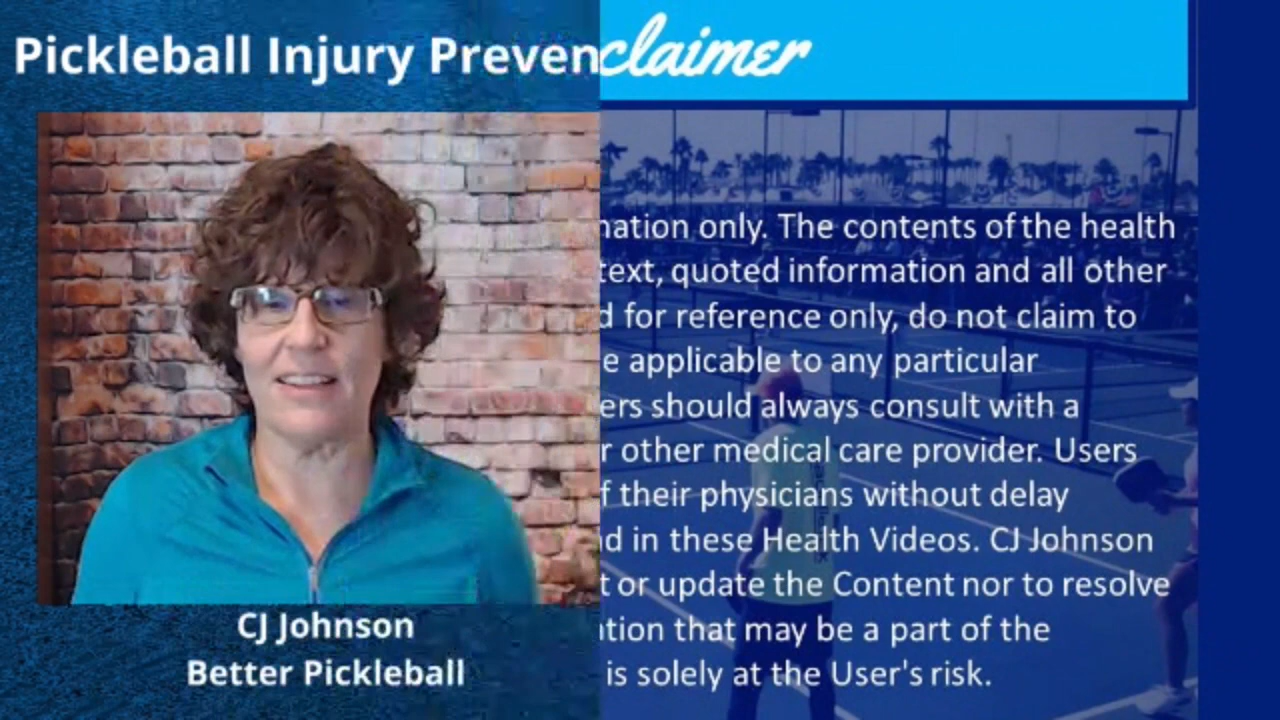 Pickleball Injury Preven
claimer
CJ Johnson
Better Pickleball
nation only. The contents of the health
text, quoted information and all other
d for reference only, do not claim to
e applicable to any particular
ers should always consult with a
r other medical care provider. Users
f their physicians without delay
nd in these Health Videos. CJ Johnson
t or update the Content nor to resolve
ation that may be a part of the
is solely at the User's risk.